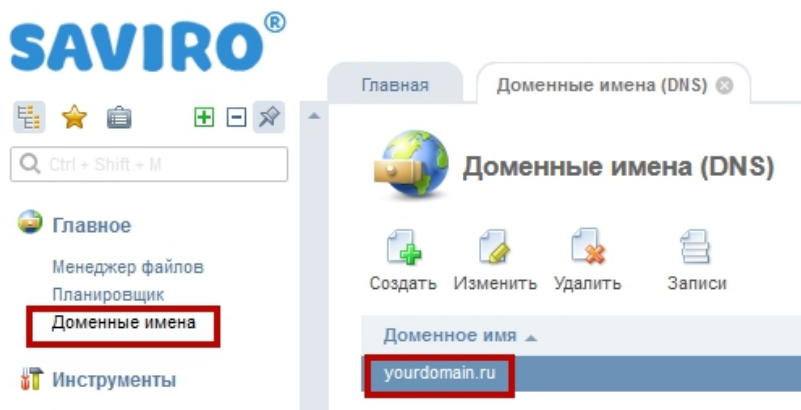 SAVIRO®
Главная
Доменные имена (DNS)
Ctrl + Shift + M
Доменные имена (DNS)
Главное
Менеджер файлов
Планировщик
Доменные имена
Инструменты
Создать Изменить Удалить Записи
Доменное имя
yourdomain.ru